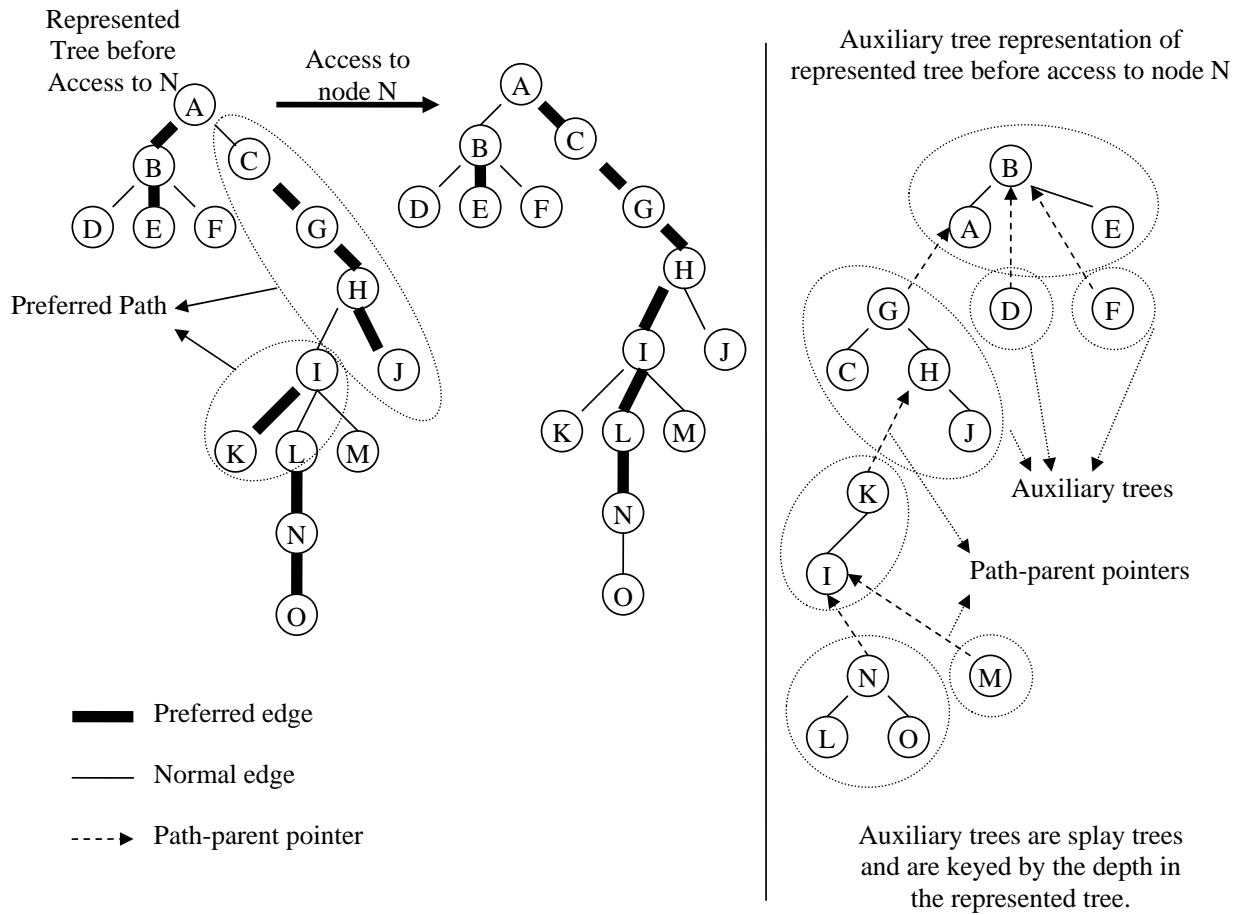 Represented
Tree before
Access to N
Access to
node N
A
B
C
D
E
F
G
H
I
J
K
L
M
N
O
Preferred Path
A
B
C
D
E
F
G
H
I
J
K
L
M
N
O
Preferred edge
Normal edge
Path-parent pointer
Auxiliary tree representation of
represented tree before access to node N
B
A
E
G
D
F
C
H
J
Auxiliary trees
K
I
Path-parent pointers
N
M
L
O
Auxiliary trees are splay trees
and are keyed by the depth in
the represented tree.